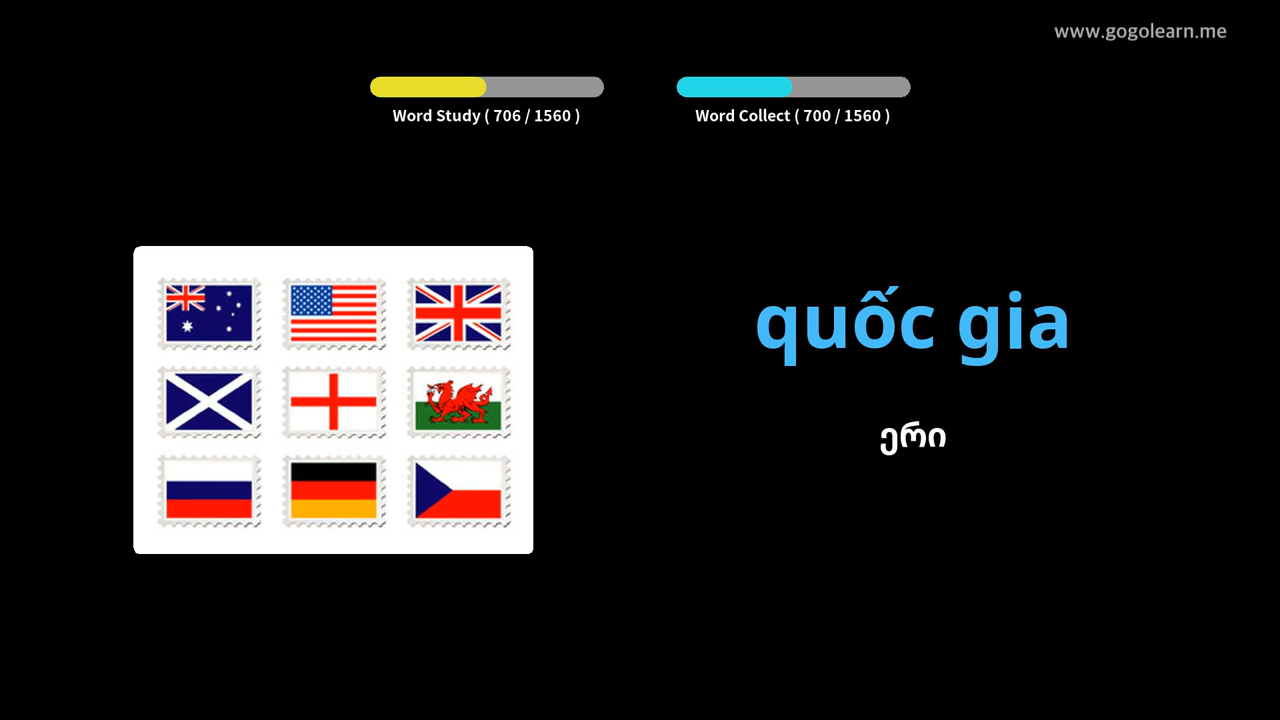 www.gogolearn.me
Word Study ( 706 / 1560 )
Word Collect ( 700 / 1560 )
quốc gia
ერი